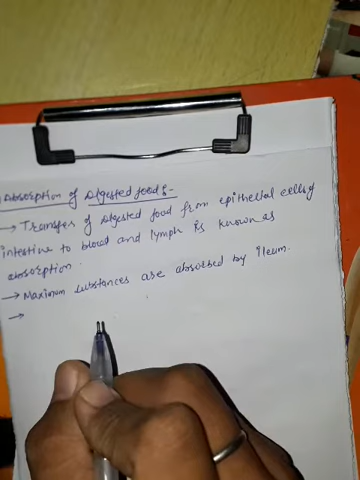 Absorption of Digested food :-
→ Transfer of digested food from epithelial cells of
intestine to blood and lymph is known as
absorption.
→ Maximum substances are absorbed by ileum.
→